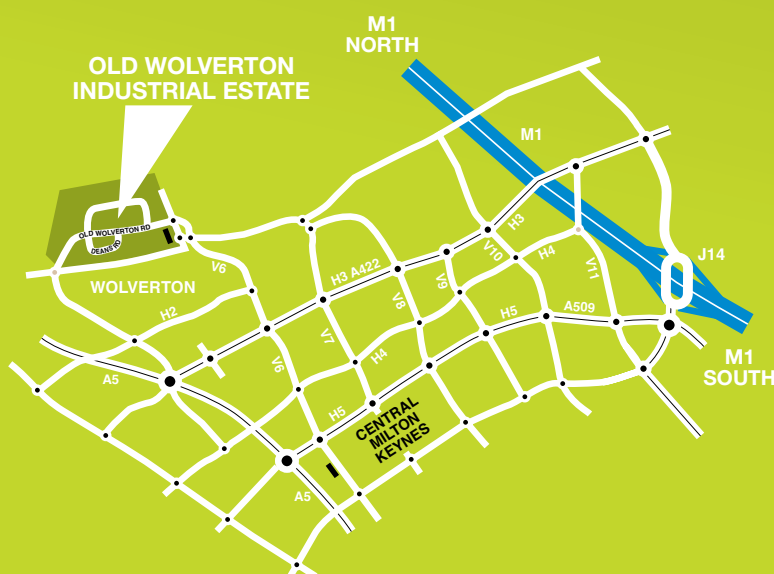 M1
NORTH
OLD WOLVERTON
INDUSTRIAL ESTATE
M1
OLD WOLVERTON RD
DEANS RD
H3
V10
H4
V6
J14
WOLVERTON
H3 A422
V9
V11
V8
H2
H5
A509
V7
H4
M1
SOUTH
V6
A5
H5
CENTRAL
MILTON
KEYNES
A5